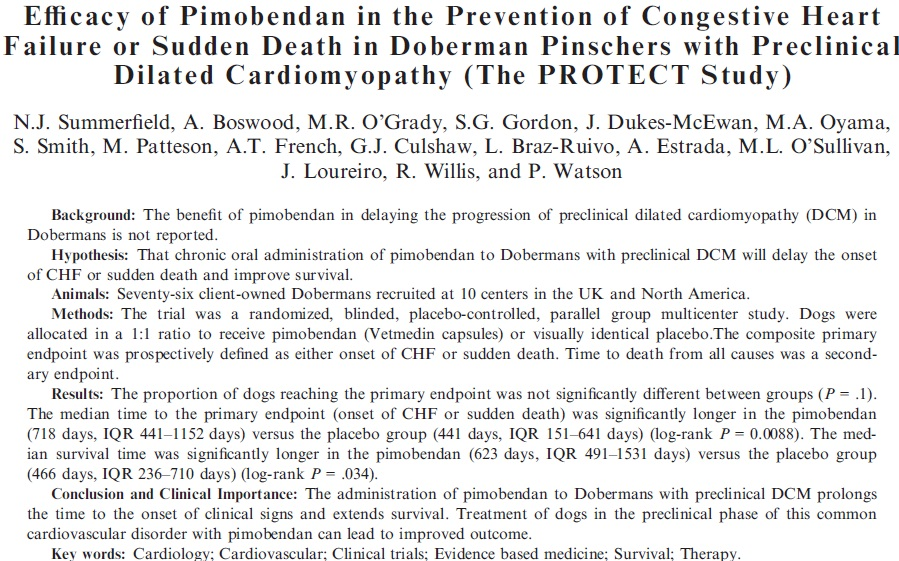 Efficacy of Pimobendan in the Prevention of Congestive Heart
Failure or Sudden Death in Doberman Pinschers with Preclinical
Dilated Cardiomyopathy (The PROTECT Study)
N.J. Summerfield, A. Boswood, M.R. O'Grady, S.G. Gordon, J. Dukes-McEwan, M.A. Oyama,
S. Smith, M. Patteson, A.T. French, G.J. Culshaw, L. Braz-Ruivo, A. Estrada, M.L. O'Sullivan,
J. Loureiro, R. Willis, and P. Watson
Background: The benefit of pimobendan in delaying the progression of preclinical dilated cardiomyopathy (DCM) in
Dobermans is not reported.
Hypothesis: That chronic oral administration of pimobendan to Dobermans with preclinical DCM will delay the onset
of CHF or sudden death and improve survival.
Animals: Seventy-six client-owned Dobermans recruited at 10 centers in the UK and North America.
Methods: The trial was a randomized, blinded, placebo-controlled, parallel group multicenter study. Dogs were
allocated in a 1:1 ratio to receive pimobendan (Vetmedin capsules) or visually identical placebo.The composite primary
endpoint was prospectively defined as either onset of CHF or sudden death. Time to death from all causes was a second-
ary endpoint.
Results: The proportion of dogs reaching the primary endpoint was not significantly different between groups (P = .1).
The median time to the primary endpoint (onset of CHF or sudden death) was significantly longer in the pimobendan
(718 days, IQR 441–1152 days) versus the placebo group (441 days, IQR 151–641 days) (log-rank P = 0.0088). The med-
ian survival time was significantly longer in the pimobendan (623 days, IQR 491–1531 days) versus the placebo group
(466 days, IQR 236–710 days) (log-rank P = .034).
Conclusion and Clinical Importance: The administration of pimobendan to Dobermans with preclinical DCM prolongs
the time to the onset of clinical signs and extends survival. Treatment of dogs in the preclinical phase of this common
cardiovascular disorder with pimobendan can lead to improved outcome.
Key words: Cardiology; Cardiovascular; Clinical trials; Evidence based medicine; Survival; Therapy.